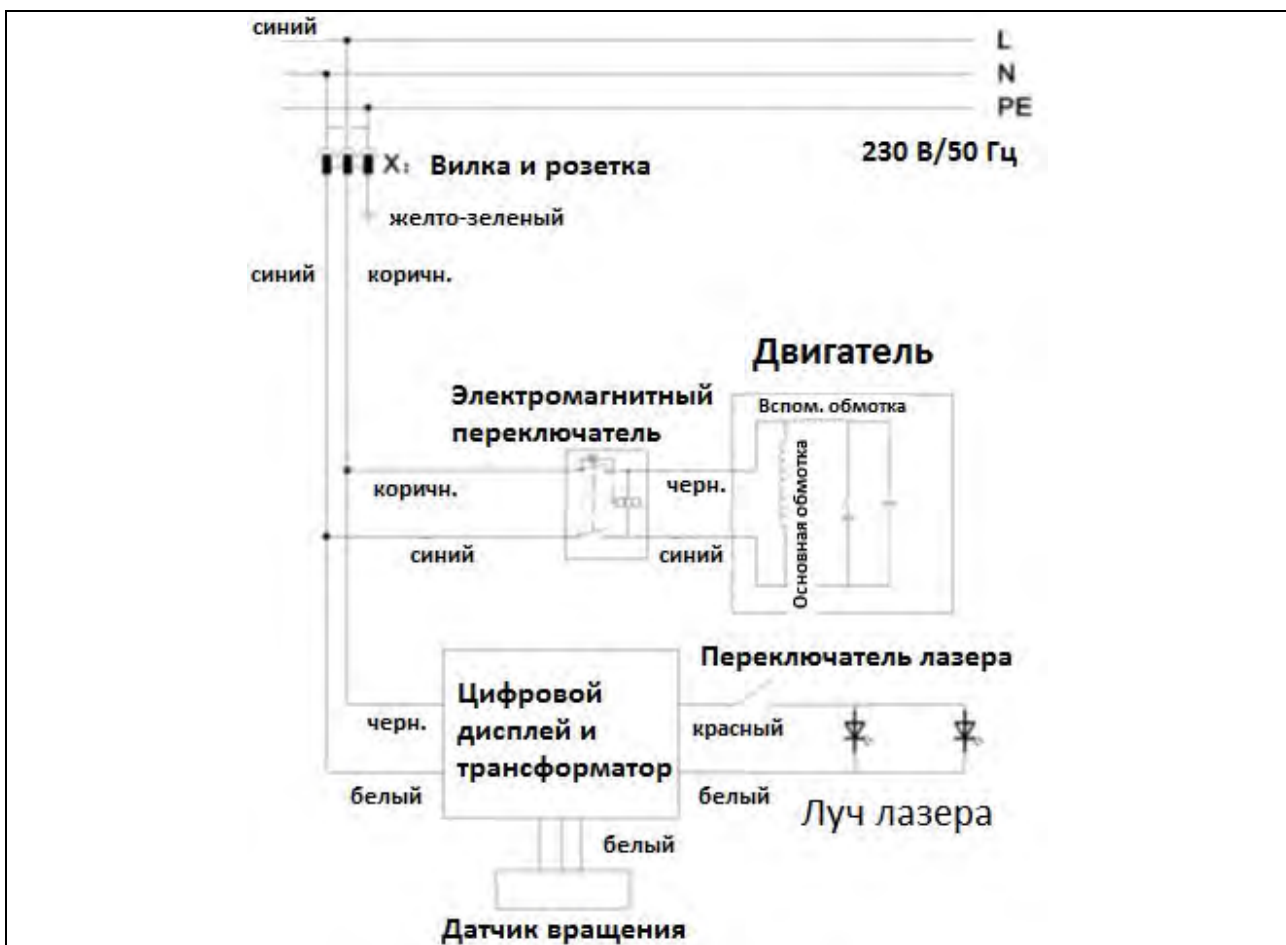 синий
L
N
PE
230 В/50 Гц
X: Вилка и розетка
желто-зеленый
синий
коричн.
Двигатель
Электромагнитный
переключатель
Вспом. обмотка
Основная обмотка
коричн.
черн.
синий
синий
Переключатель лазера
Цифровой
дисплей и
трансформатор
черн.
красный
белый
белый
Луч лазера
белый
Датчик вращения